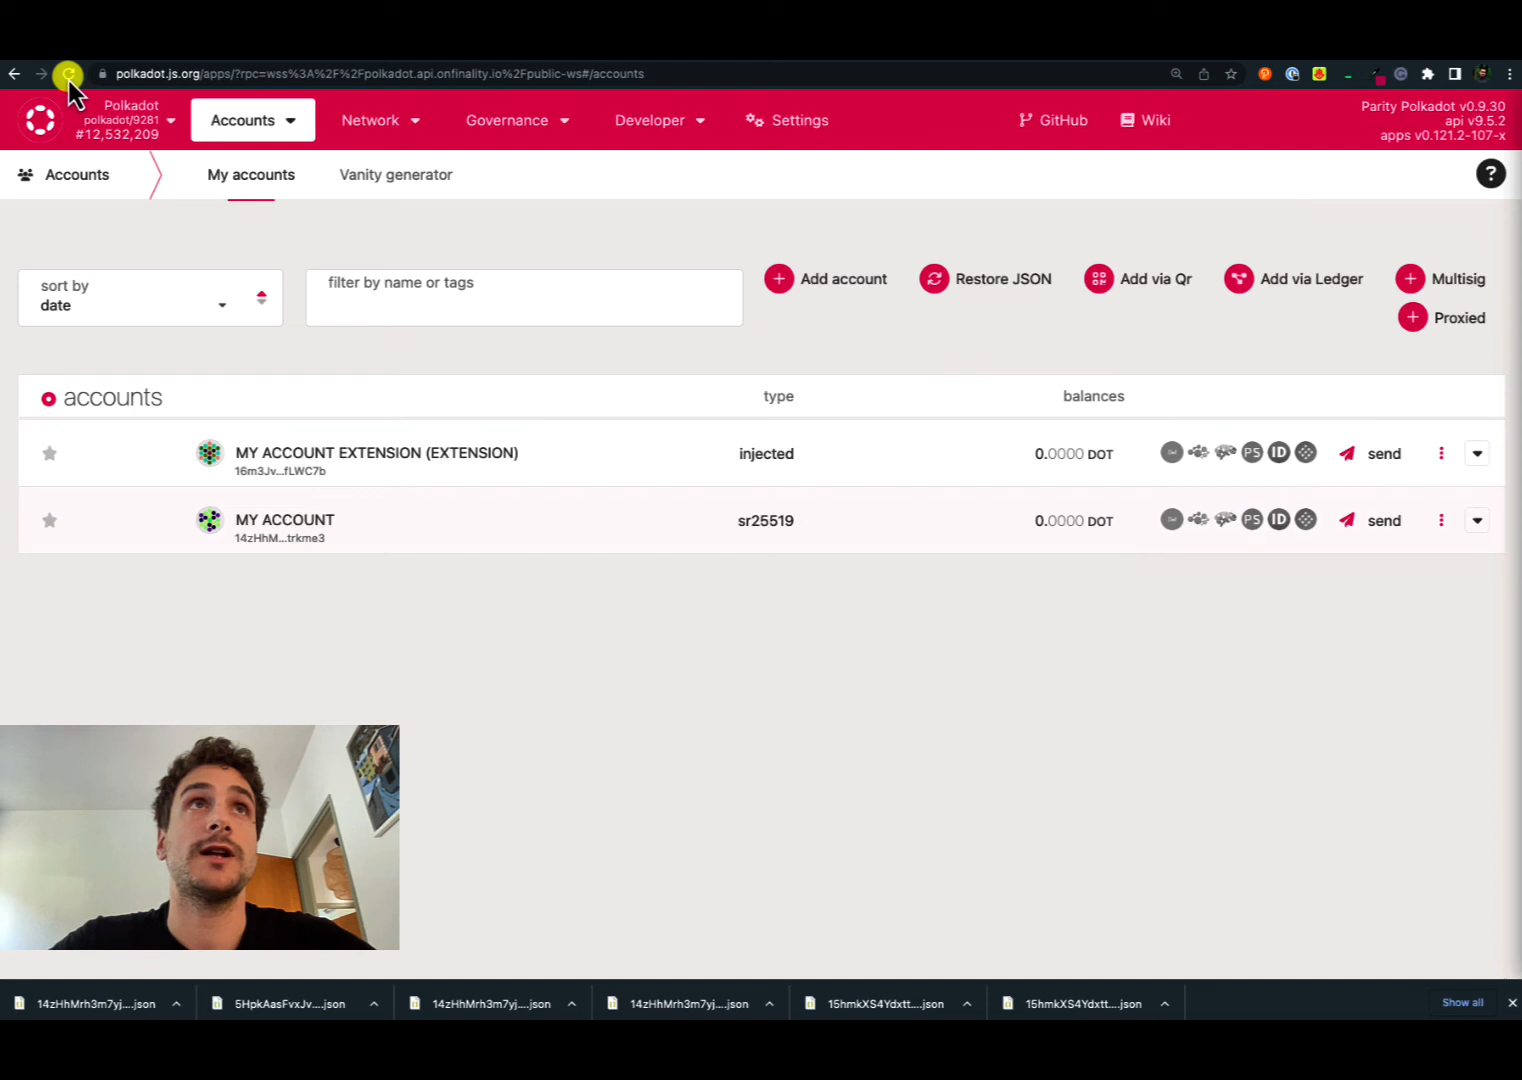 polkadot.js.org/apps/?rpc=wss%3A%2F%2Fpolkadot.api.onfinality.io%2Fpublic-ws#/accounts
Polkadot
polkadot/9281
#12,532,209
Accounts
Network
Governance
Developer
Settings
GitHub
Wiki
Parity Polkadot v0.9.30
api v9.5.2
apps v0.121.2-107-x
Accounts
My accounts
Vanity generator
?
sort by
date
filter by name or tags
Add account
Restore JSON
Add via Qr
Add via Ledger
Multisig
Proxied
accounts
type
balances
MY ACCOUNT EXTENSION (EXTENSION)
16m3Jv...fLWC7b
injected
0.0000 DOT
PS
ID
send
MY ACCOUNT
14zHhM...trkme3
sr25519
0.0000 DOT
PS
ID
send
14zHhMrh3m7yj....json
5HpkAasFvxJv....json
14zHhMrh3m7yj....json
14zHhMrh3m7yj....json
15hmkXS4Ydxtt....json
15hmkXS4Ydxtt....json
Show all